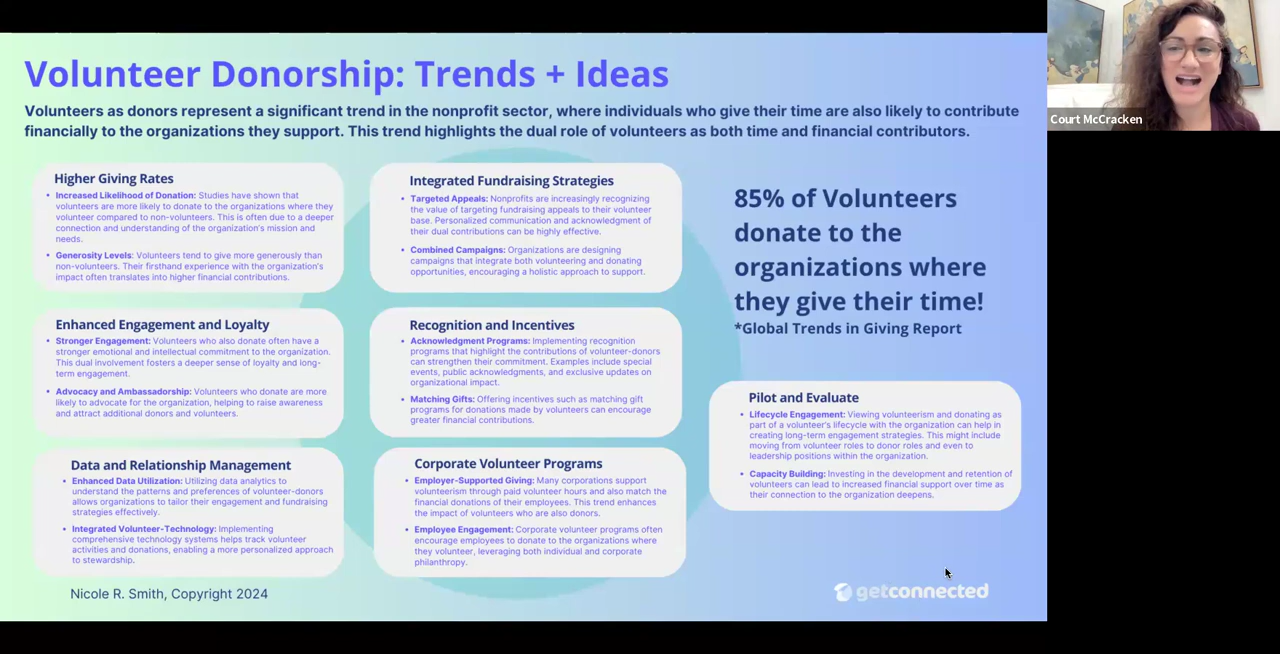 Volunteer Donorship: Trends + Ideas
Volunteers as donors represent a significant trend in the nonprofit sector, where individuals who give their time are also likely to contribute
financially to the organizations they support. This trend highlights the dual role of volunteers as both time and financial contributors.
Higher Giving Rates
• Increased Likelihood of Donation: Studies have shown that
volunteers are more likely to donate to the organizations where they
volunteer compared to non-volunteers. This is often due to a deeper
connection and understanding of the organization's mission and
needs.
• Generosity Levels: Volunteers tend to give more generously than
non-volunteers. Their firsthand experience with the organization's
impact often translates into higher financial contributions.
Enhanced Engagement and Loyalty
• Stronger Engagement: Volunteers who also donate often have a
stronger emotional and intellectual commitment to the organization.
This dual involvement fosters a deeper sense of loyalty and long-
term engagement.
• Advocacy and Ambassadorship: Volunteers who donate are more
likely to advocate for the organization, helping to raise awareness
and attract additional donors and volunteers.
Data and Relationship Management
• Enhanced Data Utilization: Utilizing data analytics to
understand the patterns and preferences of volunteer-donors
allows organizations to tailor their engagement and fundraising
strategies effectively.
• Integrated Volunteer-Technology: Implementing
comprehensive technology systems helps track volunteer
activities and donations, enabling a more personalized approach
to stewardship.
Integrated Fundraising Strategies
• Targeted Appeals: Nonprofits are increasingly recognizing
the value of targeting fundraising appeals to their volunteer
base. Personalized communication and acknowledgment of
their dual contributions can be highly effective.
• Combined Campaigns: Organizations are designing
campaigns that integrate both volunteering and donating
opportunities, encouraging a holistic approach to support.
Recognition and Incentives
• Acknowledgment Programs: Implementing recognition
programs that highlight the contributions of volunteer-donors
can strengthen their commitment. Examples include special
events, public acknowledgments, and exclusive updates on
organizational impact.
• Matching Gifts: Offering incentives such as matching gift
programs for donations made by volunteers can encourage
greater financial contributions.
Corporate Volunteer Programs
• Employer-Supported Giving: Many corporations support
volunteerism through paid volunteer hours and also match the
financial donations of their employees. This trend enhances
the impact of volunteers who are also donors.
• Employee Engagement: Corporate volunteer programs often
encourage employees to donate to the organizations where
they volunteer, leveraging both individual and corporate
philanthropy.
85% of Volunteers
donate to the
organizations where
they give their time!
*Global Trends in Giving Report
Pilot and Evaluate
• Lifecycle Engagement: Viewing volunteerism and donating as
part of a volunteer's lifecycle with the organization can help in
creating long-term engagement strategies. This might include
moving from volunteer roles to donor roles and even to
leadership positions within the organization.
• Capacity Building: Investing in the development and retention of
volunteers can lead to increased financial support over time as
their connection to the organization deepens.
Nicole R. Smith, Copyright 2024
getconnected
Court McCracken